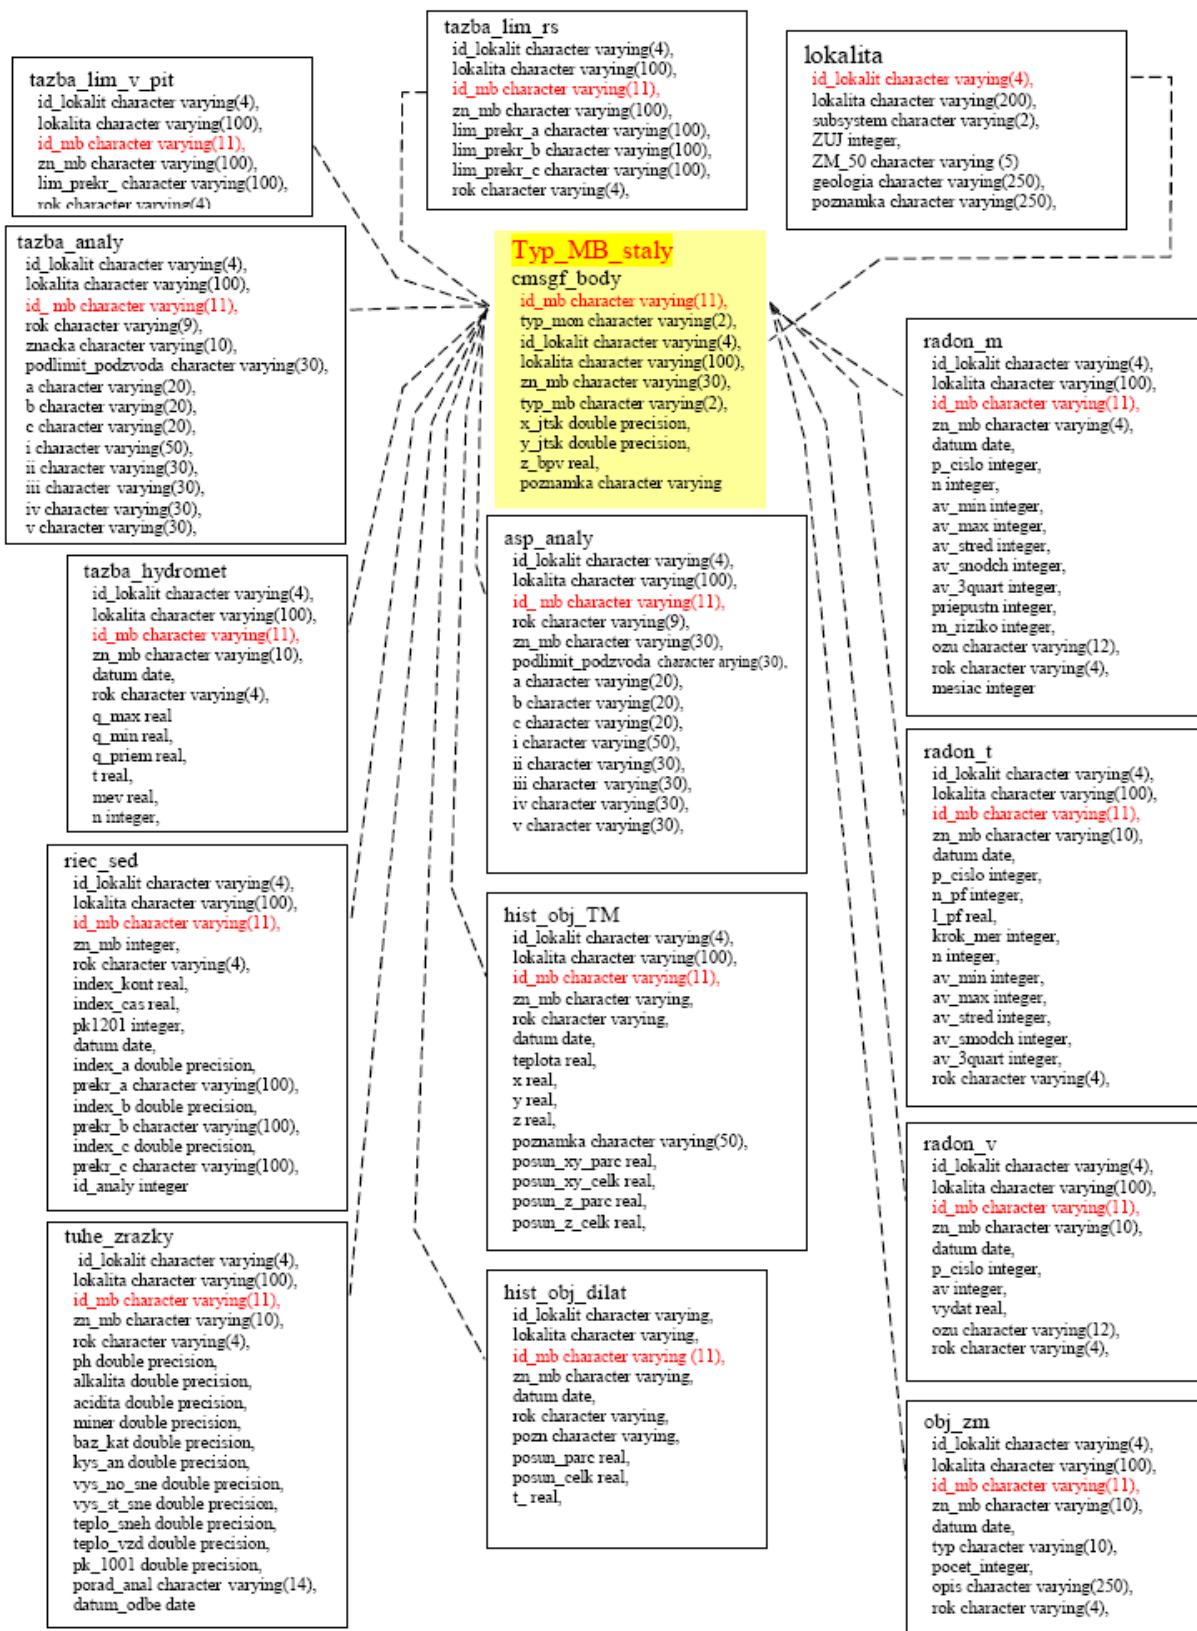 tazba_lim_v_pit
id_lokalit character varying(4),
lokalita character varying(100),
id_mb character varying(11),
zn_mb character varying(100),
lim_prekr_ character varying(100),
rok character varying(4)
tazba_lim_rs
id_lokalit character varying(4),
lokalita character varying(100),
id_mb character varying(11),
zn_mb character varying(100),
lim_prekr_a character varying(100),
lim_prekr_b character varying(100),
lim_prekr_c character varying(100),
rok character varying(4),
lokalita
id_lokalit character varying(4),
lokalita character varying(200),
subsystem character varying(2),
ZUJ integer,
ZM_50 character varying (5)
geologia character varying(250),
poznamka character varying(250),
tazba_analy
id_lokalit character varying(4),
lokalita character varying(100),
id_ mb character varying(11),
rok character varying(9),
znacka character varying(10),
podlimit_podzvoda character varying(30),
a character varying(20),
b character varying(20),
c character varying(20),
i character varying(50),
ii character varying(30),
iii character varying(30),
iv character varying(30),
v character varying(30),
Typ_MB_staly
cmsgf_body
id_mb character varying(11),
typ_mon character varying(2),
id_lokalit character varying(4),
lokalita character varying(100),
zn_mb character varying(30),
typ_mb character varying(2),
x_jtsk double precision,
y_jtsk double precision,
z_bpv real,
poznamka character varying
radon_m
id_lokalit character varying(4),
lokalita character varying(100),
id_mb character varying(11),
zn_mb character varying(4),
datum date,
p_cislo integer,
n integer,
av_min integer,
av_max integer,
av_stred integer,
av_snodch integer,
av_3quart integer,
priepustn integer,
m_riziko integer,
ozu character varying(12),
rok character varying(4),
mesiac integer
tazba_hydromet
id_lokalit character varying(4),
lokalita character varying(100),
id_mb character varying(11),
zn_mb character varying(10),
datum date,
rok character varying(4),
q_max real
q_min real,
q_priem real,
t real,
mev real,
n integer,
asp_analy
id_lokalit character varying(4),
lokalita character varying(100),
id_ mb character varying(11),
rok character varying(9),
zn_mb character varying(30),
podlimit_podzvoda character arying(30),
a character varying(20),
b character varying(20),
c character varying(20),
i character varying(50),
ii character varying(30),
iii character varying(30),
iv character varying(30),
v character varying(30),
radon_t
id_lokalit character varying(4),
lokalita character varying(100),
id_mb character varying(11),
zn_mb character varying(10),
datum date,
p_cislo integer,
n_pf integer,
l_pf real,
krok_mer integer,
n integer,
av_min integer,
av_max integer,
av_stred integer,
av_smodch integer,
av_3quart integer,
rok character varying(4),
riec_sed
id_lokalit character varying(4),
lokalita character varying(100),
id_mb character varying(11),
zn_mb integer,
rok character varying(4),
index_kont real,
index_cas real,
pk1201 integer,
datum date,
index_a double precision,
prekr_a character varying(100),
index_b double precision,
prekr_b character varying(100),
index_c double precision,
prekr_c character varying(100),
id_analy integer
hist_obj_TM
id_lokalit character varying(4),
lokalita character varying(100),
id_mb character varying(11),
zn_mb character varying,
rok character varying,
datum date,
teplota real,
x real,
y real,
z real,
poznamka character varying(50),
posun_xy_parc real,
posun_xy_celk real,
posun_z_parc real,
posun_z_celk real,
radon_v
id_lokalit character varying(4),
lokalita character varying(100),
id_mb character varying(11),
zn_mb character varying(10),
datum date,
p_cislo integer,
av integer,
vydat real,
ozu character varying(12),
rok character varying(4),
tuhe_zrazky
id_lokalit character varying(4),
lokalita character varying(100),
id_mb character varying(11),
zn_mb character varying(10),
rok character varying(4),
ph double precision,
alkalita double precision,
acidita double precision,
miner double precision,
baz_kat double precision,
kys_an double precision,
vys_no_sne double precision,
vys_st_sne double precision,
teplo_sneh double precision,
teplo_vzd double precision,
pk_1001 double precision,
porad_anal character varying(14),
datum_odbe date
hist_obj_dilat
id_lokalit character varying,
lokalita character varying,
id_mb character varying (11),
zn_mb character varying,
datum date,
rok character varying,
pozn character varying,
posun_parc real,
posun_celk real,
t_ real,
obj_zm
id_lokalit character varying(4),
lokalita character varying(100),
id_mb character varying(11),
zn_mb character varying(10),
datum date,
typ character varying(10),
pocet_integer,
opis character varying(250),
rok character varying(4),